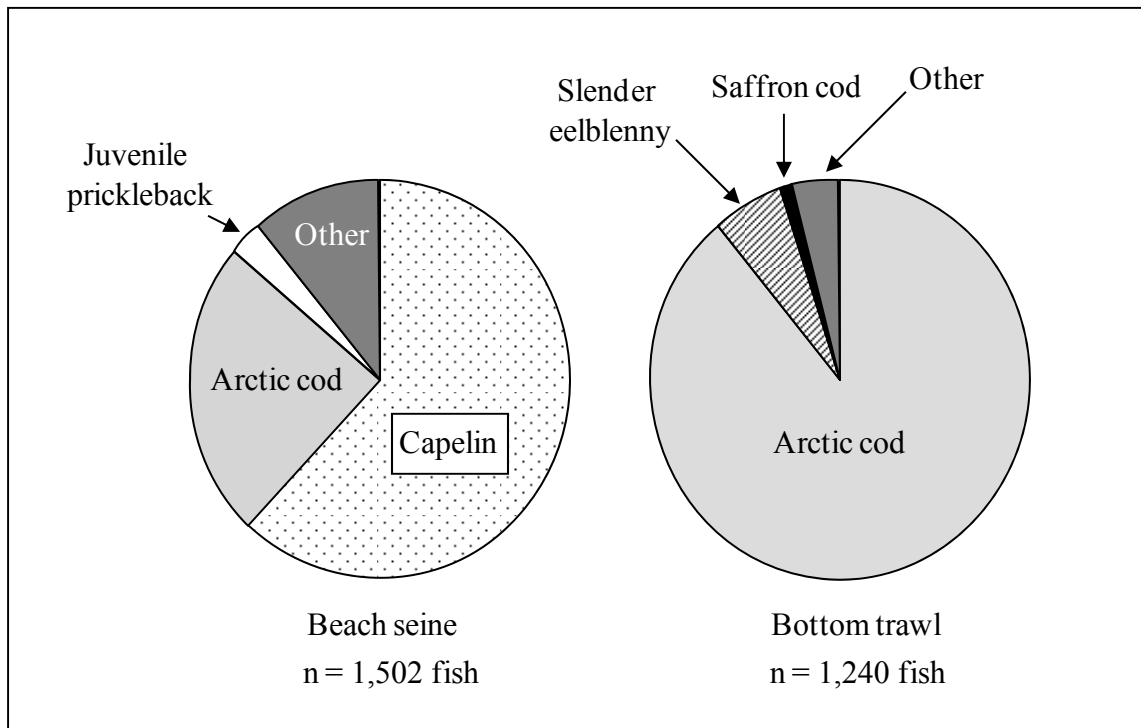 Juvenile
prickleback
Other
Arctic cod
Capelin
Beach seine
n = 1,502 fish
Slender
eelblenny
Saffron cod
Other
Arctic cod
Bottom trawl
n = 1,240 fish